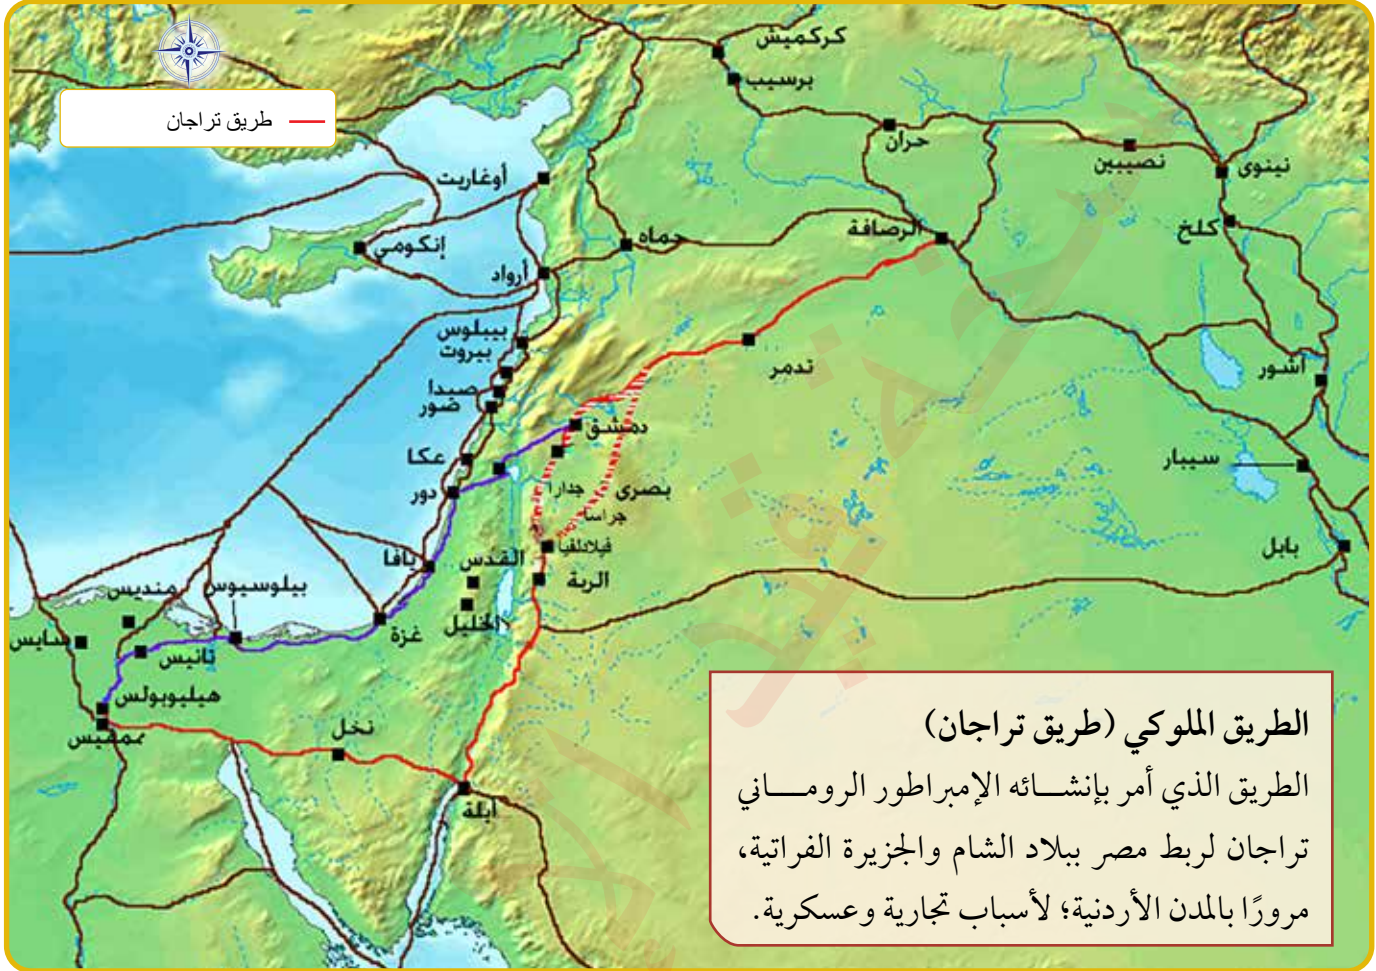 كركميش
برسيب
طريق تراجان
حران
نصيبين
نينوى
أوغاريت
كلخ
الرصافة
حماه
إنكومي
أرواد
بيبلوس
بيروت
تدمر
آشور
صيدا
صور
دمشق
عكا
سيبار
دور
جدارا
بصرى
جراسا
بابل
فيلادلفيا
يافا
القدس
الربة
بيلوسيوس
منديس
الخليل
غزة
سايس
تانيس
هيليوبولس
ممفيس
نخل
أيلة
الطريق الملوكي (طريق تراجان)
الطريق الذي أمر بإنشائه الإمبراطور الروماني
تراجان لربط مصر ببلاد الشام والجزيرة الفراتية،
مرورًا بالمدن الأردنية؛ لأسباب تجارية وعسكرية.